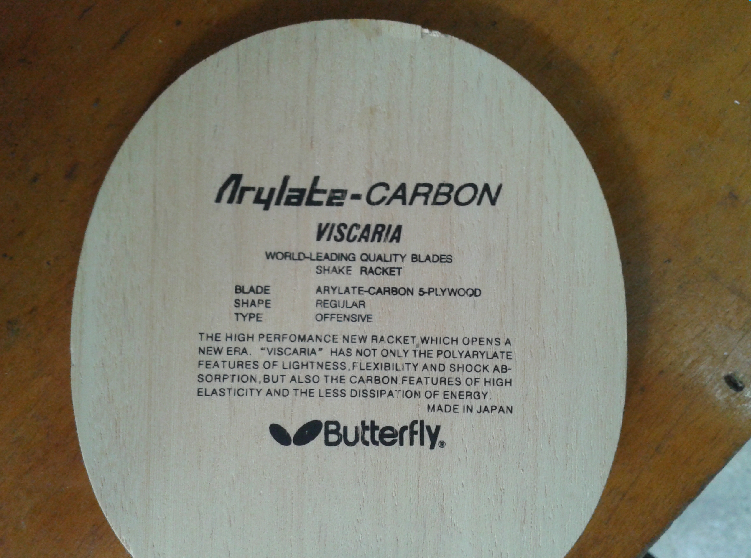 Arylate-CARBON
VISCARIA
WORLD-LEADING QUALITY BLADES
SHAKE RACKET
BLADE ARYLATE-CARBON 5-PLYWOOD
SHAPE REGULAR
TYPE OFFENSIVE
THE HIGH PERFOMANCE NEW RACKET, WHICH OPENS A
NEW ERA. "VISCARIA" HAS NOT ONLY THE POLYARYLATE
FEATURES OF LIGHTNESS, FLEXIBILITY AND SHOCK AB-
SORPTION, BUT ALSO THE CARBON FEATURES OF HIGH
ELASTICITY AND THE LESS DISSIPATION OF ENERGY.
MADE IN JAPAN
Butterfly®